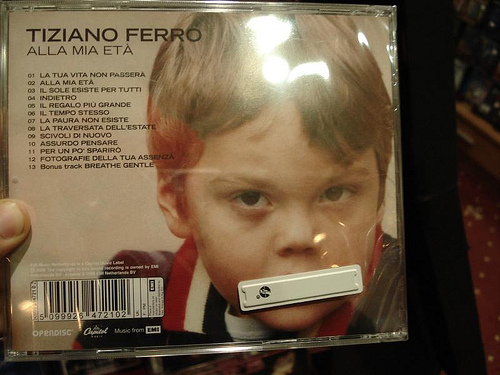 TIZIANO FERRO
ALLA MIA ETÀ
01 LA TUA VITA NON PASSERÀ
02 ALLA MIA ETÀ
03 IL SOLE ESISTE PER TUTTI
04 INDIETRO
05 IL REGALO PIÙ GRANDE
06 IL TEMPO STESSO
07 LA PAURA NON ESISTE
08 LA TRAVERSATA DELL'ESTATE
09 SCIVOLI DI NUOVO
10 ASSURDO PENSARE
11 PER UN PO' SPARIRÒ
12 FOTOGRAFIE DELLA TUA ASSENZA
13 Bonus track BREATHE GENTLE
5 099926 472102
OPENDISC
Capitol
Music from EMI